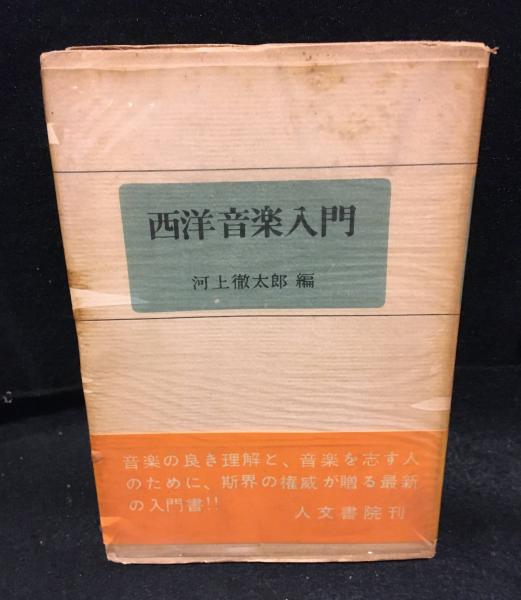 西洋音楽入門
河上徹太郎 編
音楽の良き理解と、音楽を志す人
のために、斯界の権威が贈る最新
の入門書!!
人文書院刊